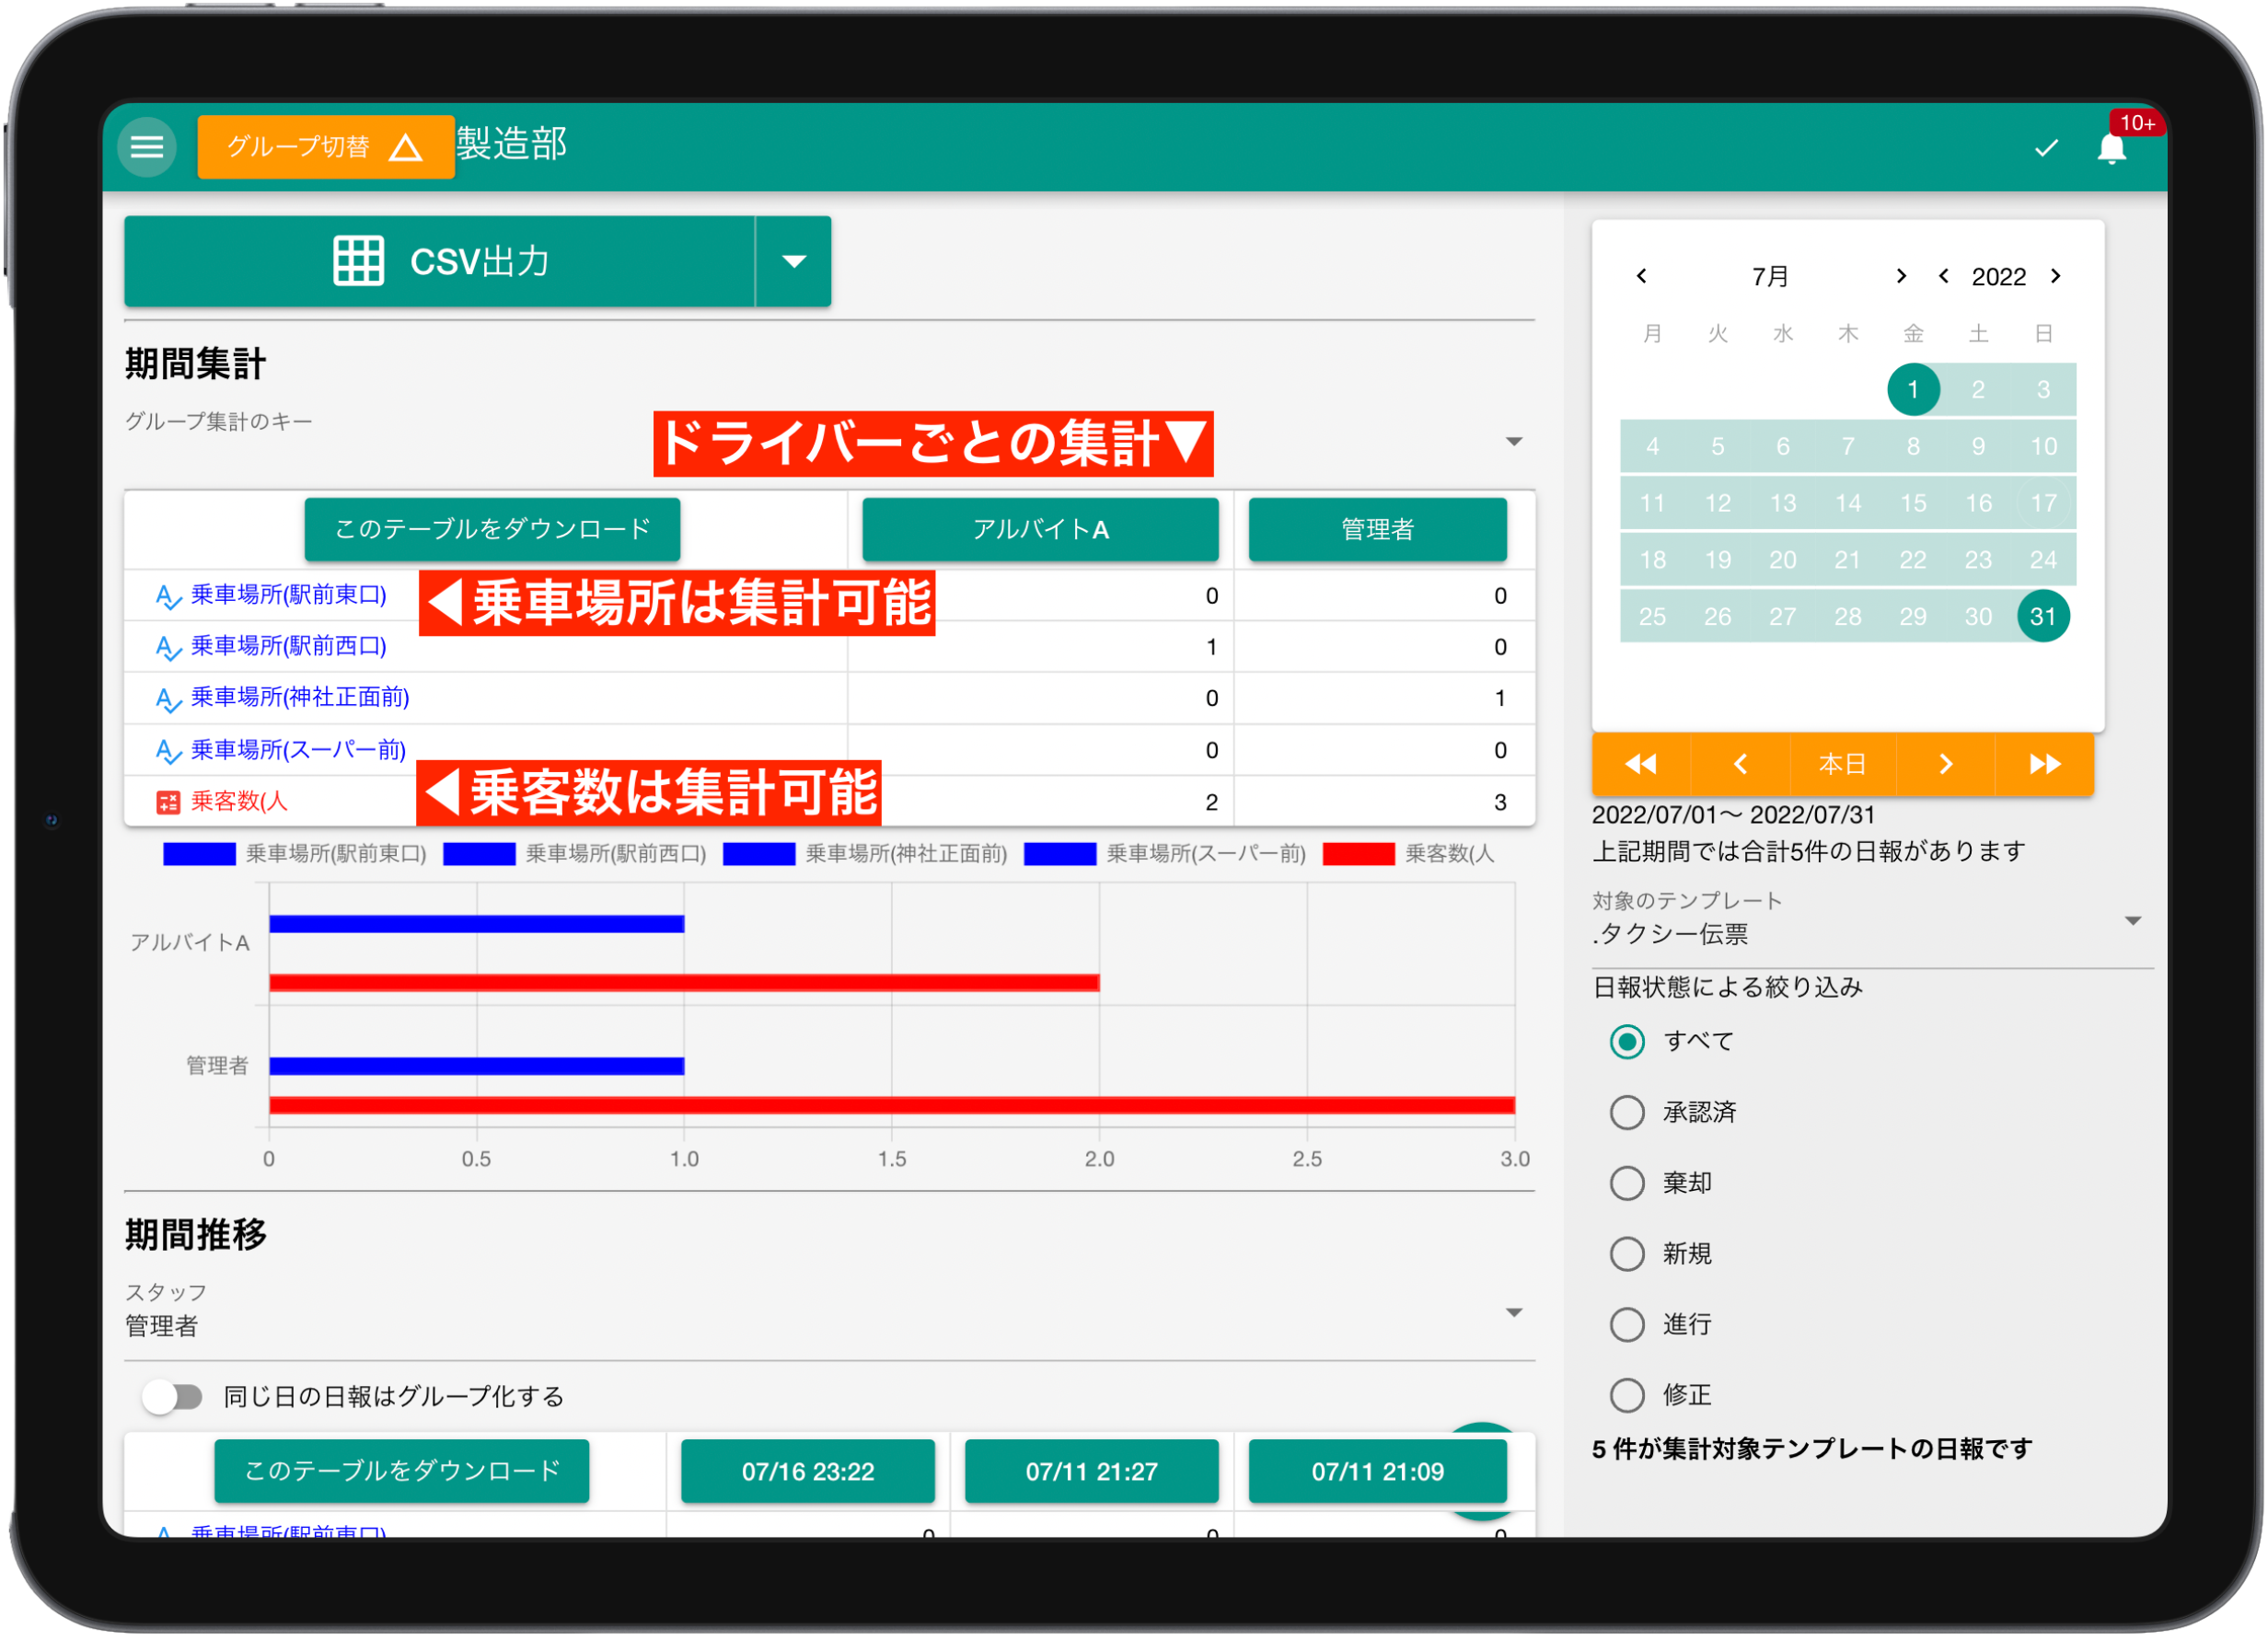 グループ切替 製造部
10+
CSV出力
期間集計
グループ集計のキー
ドライバーごとの集計▼
このテーブルをダウンロード アルバイトA 管理者
乗車場所(駅前東口) ◀乗車場所は集計可能 0 0
乗車場所(駅前西口) 1 0
乗車場所(神社正面前) 0 1
乗車場所(スーパー前) 0 0
乗客数(人 ◀乗客数は集計可能 2 3
乗車場所(駅前東口) 乗車場所(駅前西口) 乗車場所(神社正面前) 乗車場所(スーパー前) 乗客数(人
アルバイトA
管理者
0 0.5 1.0 1.5 2.0 2.5 3.0
期間推移
スタッフ
管理者
同じ日の日報はグループ化する
このテーブルをダウンロード 07/16 23:22 07/11 21:27 07/11 21:09
乗車場所(駅前東口) 0 0 0
7月 2022
月 火 水 木 金 土 日
1 2 3
4 5 6 7 8 9 10
11 12 13 14 15 16 17
18 19 20 21 22 23 24
25 26 27 28 29 30 31
本日
2022/07/01～ 2022/07/31
上記期間では合計5件の日報があります
対象のテンプレート
.タクシー伝票
日報状態による絞り込み
すべて
承認済
棄却
新規
進行
修正
5 件が集計対象テンプレートの日報です